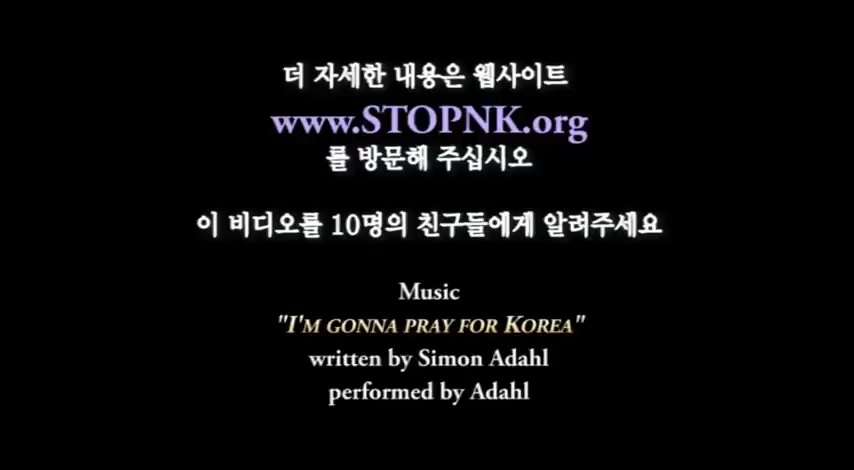 더 자세한 내용은 웹사이트
www.STOPNK.org
를 방문해 주십시오
이 비디오를 10명의 친구들에게 알려주세요
Music
"I'M GONNA PRAY FOR KOREA"
written by Simon Adahl
performed by Adahl